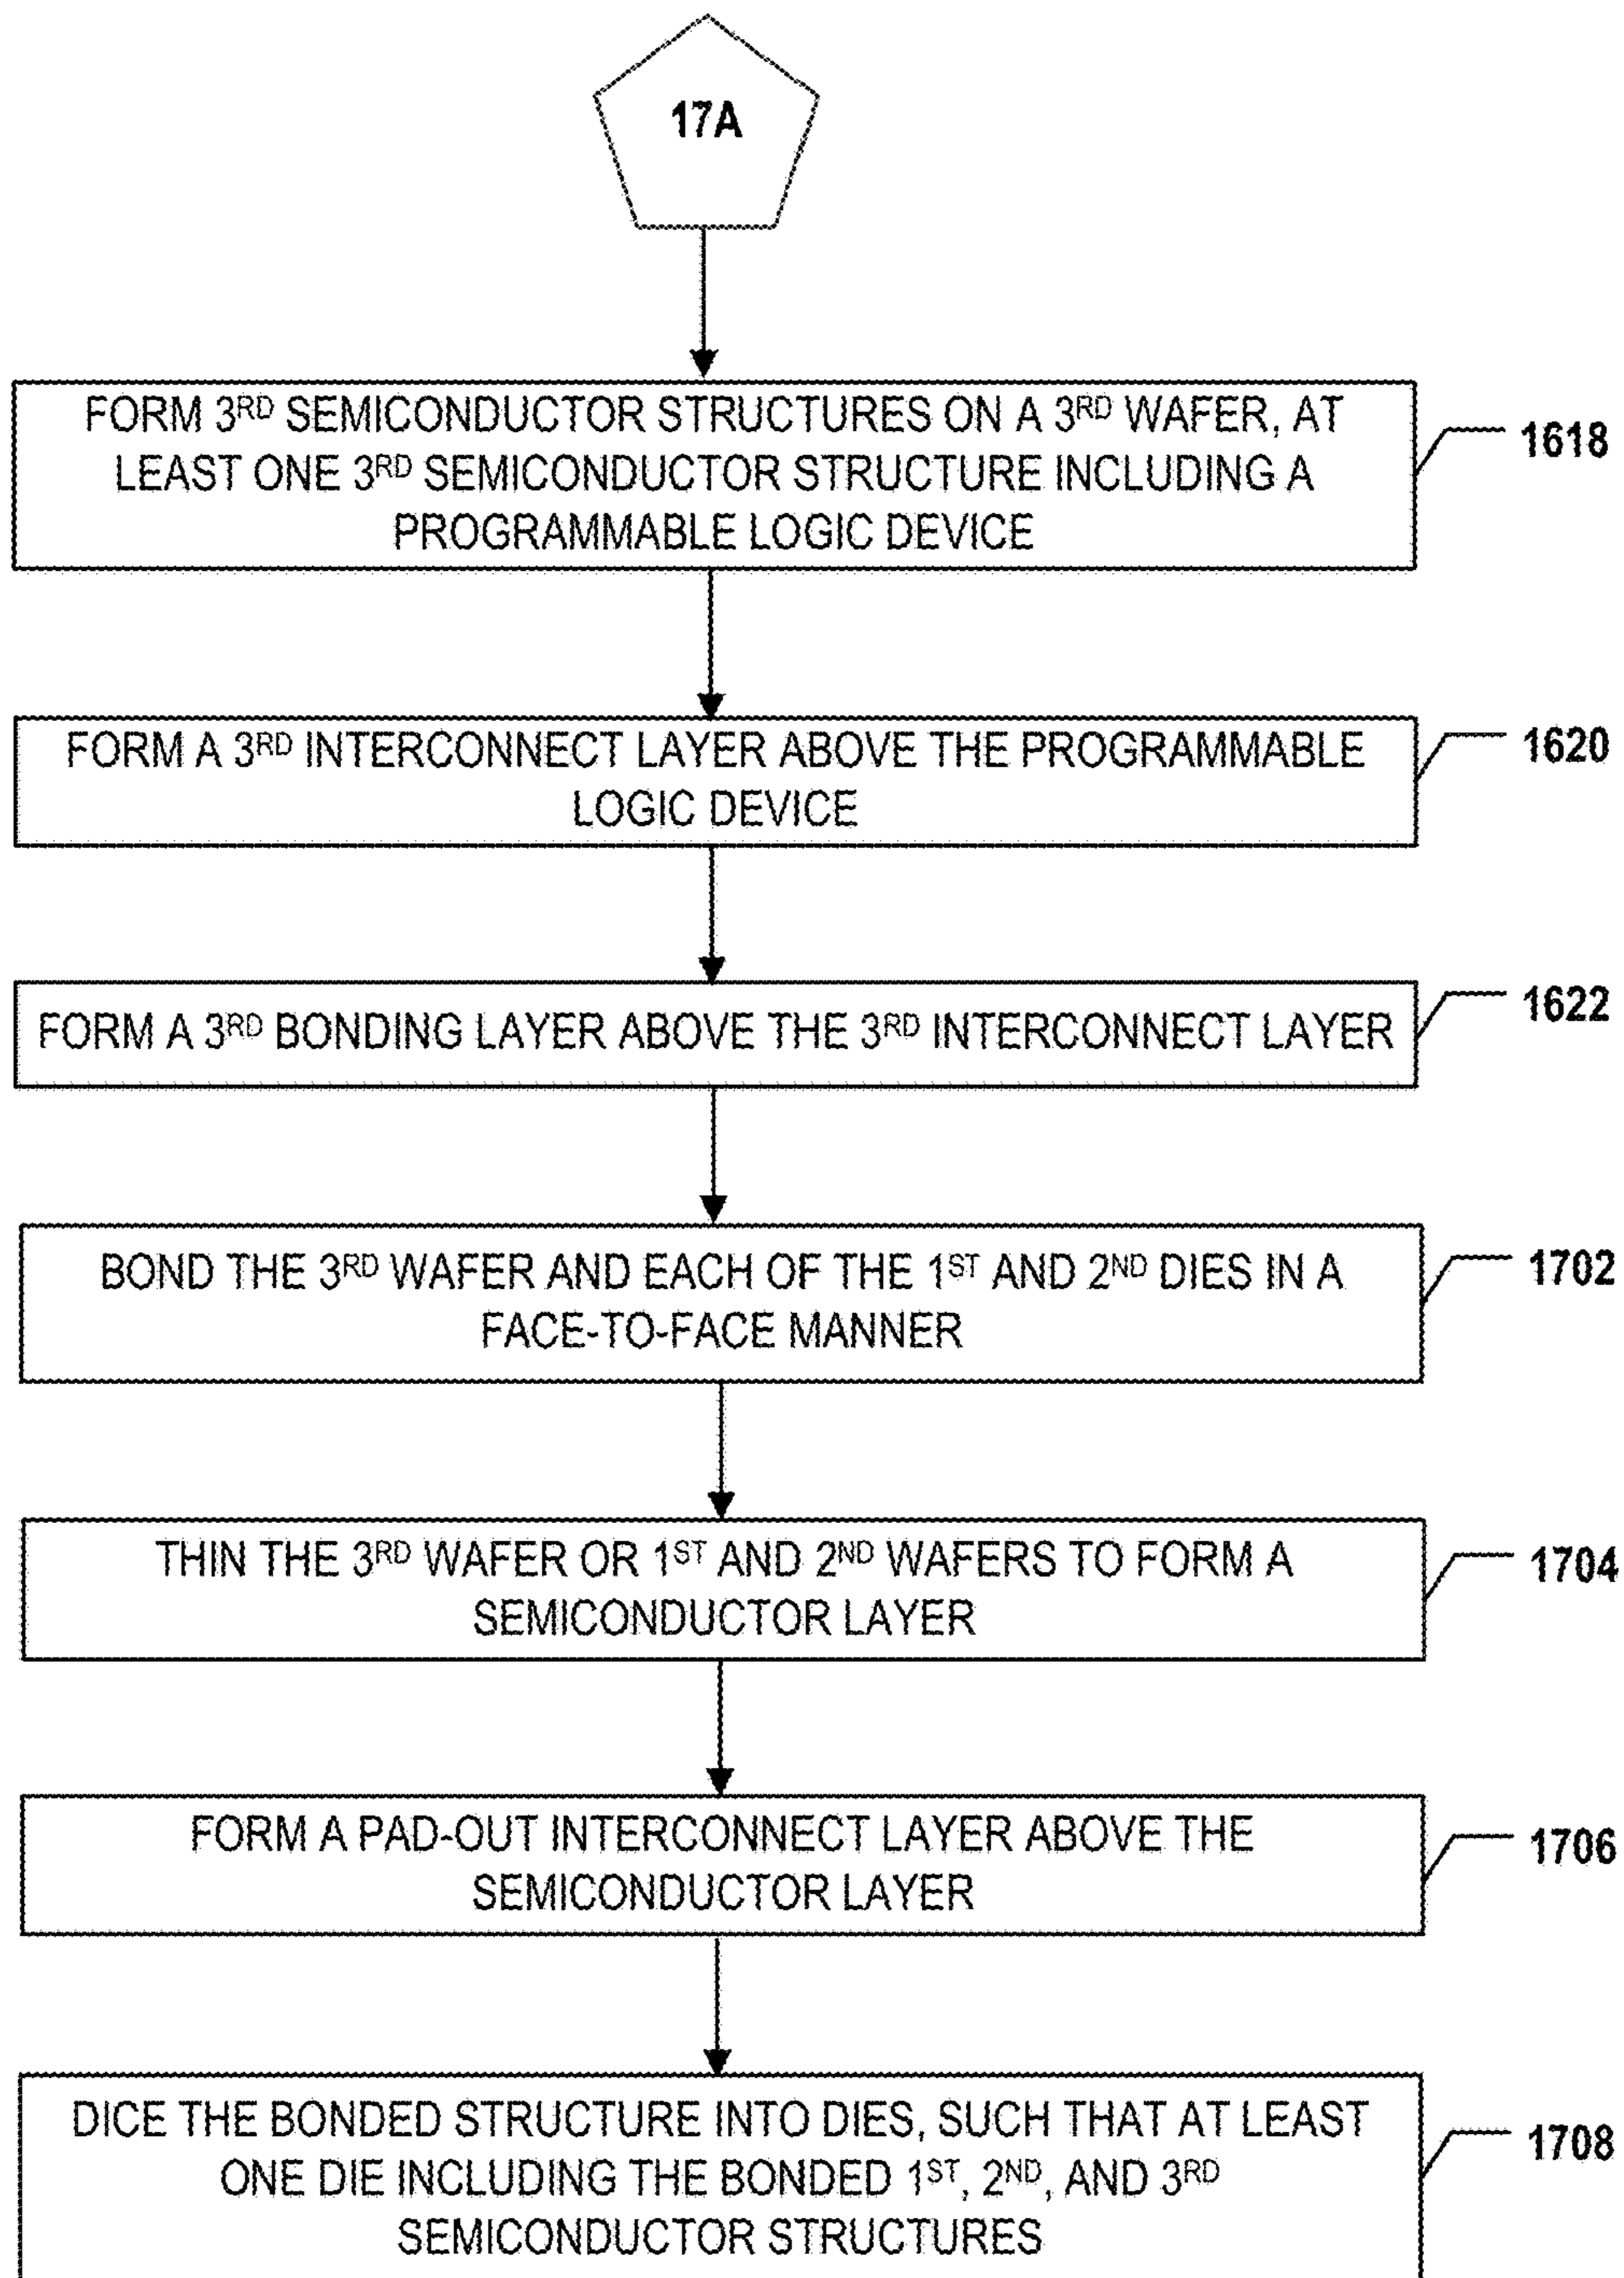 17A
FORM 3RD SEMICONDUCTOR STRUCTURES ON A 3RD WAFER, AT
LEAST ONE 3RD SEMICONDUCTOR STRUCTURE INCLUDING A
PROGRAMMABLE LOGIC DEVICE
1618
FORM A 3RD INTERCONNECT LAYER ABOVE THE PROGRAMMABLE
LOGIC DEVICE
1620
FORM A 3RD BONDING LAYER ABOVE THE 3RD INTERCONNECT LAYER
1622
BOND THE 3RD WAFER AND EACH OF THE 1ST AND 2ND DIES IN A
FACE-TO-FACE MANNER
1702
THIN THE 3RD WAFER OR 1ST AND 2ND WAFERS TO FORM A
SEMICONDUCTOR LAYER
1704
FORM A PAD-OUT INTERCONNECT LAYER ABOVE THE
SEMICONDUCTOR LAYER
1706
DICE THE BONDED STRUCTURE INTO DIES, SUCH THAT AT LEAST
ONE DIE INCLUDING THE BONDED 1ST, 2ND, AND 3RD
SEMICONDUCTOR STRUCTURES
1708